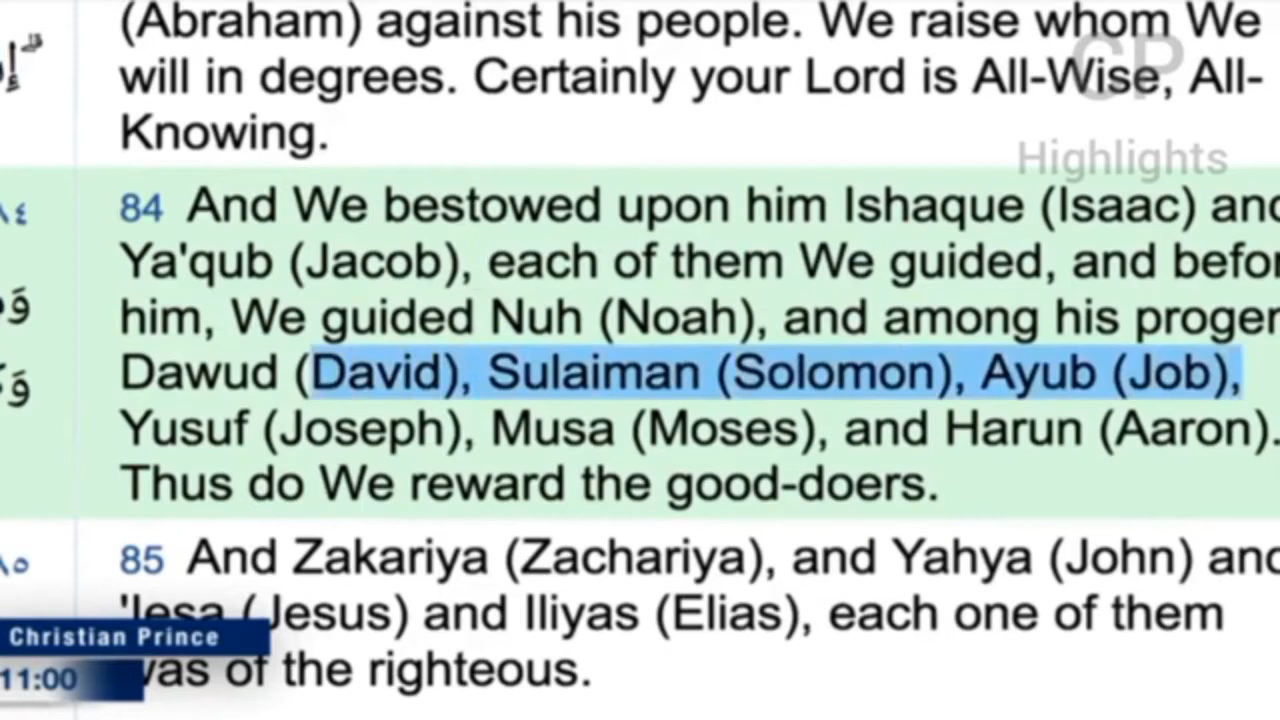 (Abraham) against his people. We raise whom We
will in degrees. Certainly your Lord is All-Wise, All-
Knowing.
CP
Highlights
84 And We bestowed upon him Ishaque (Isaac) and
Ya'qub (Jacob), each of them We guided, and
him, We guided Nuh (Noah), and among his
Dawud (David), Sulaiman (Solomon), Ayub (Job),
Yusuf (Joseph), Musa (Moses), and Harun (Aaron).
Thus do We reward the good-doers.
85 And Zakariya (Zachariya), and Yahya (John) and
'Iesa (Jesus) and Iliyas (Elias), each one of them
was of the righteous.
Christian Prince
11:00